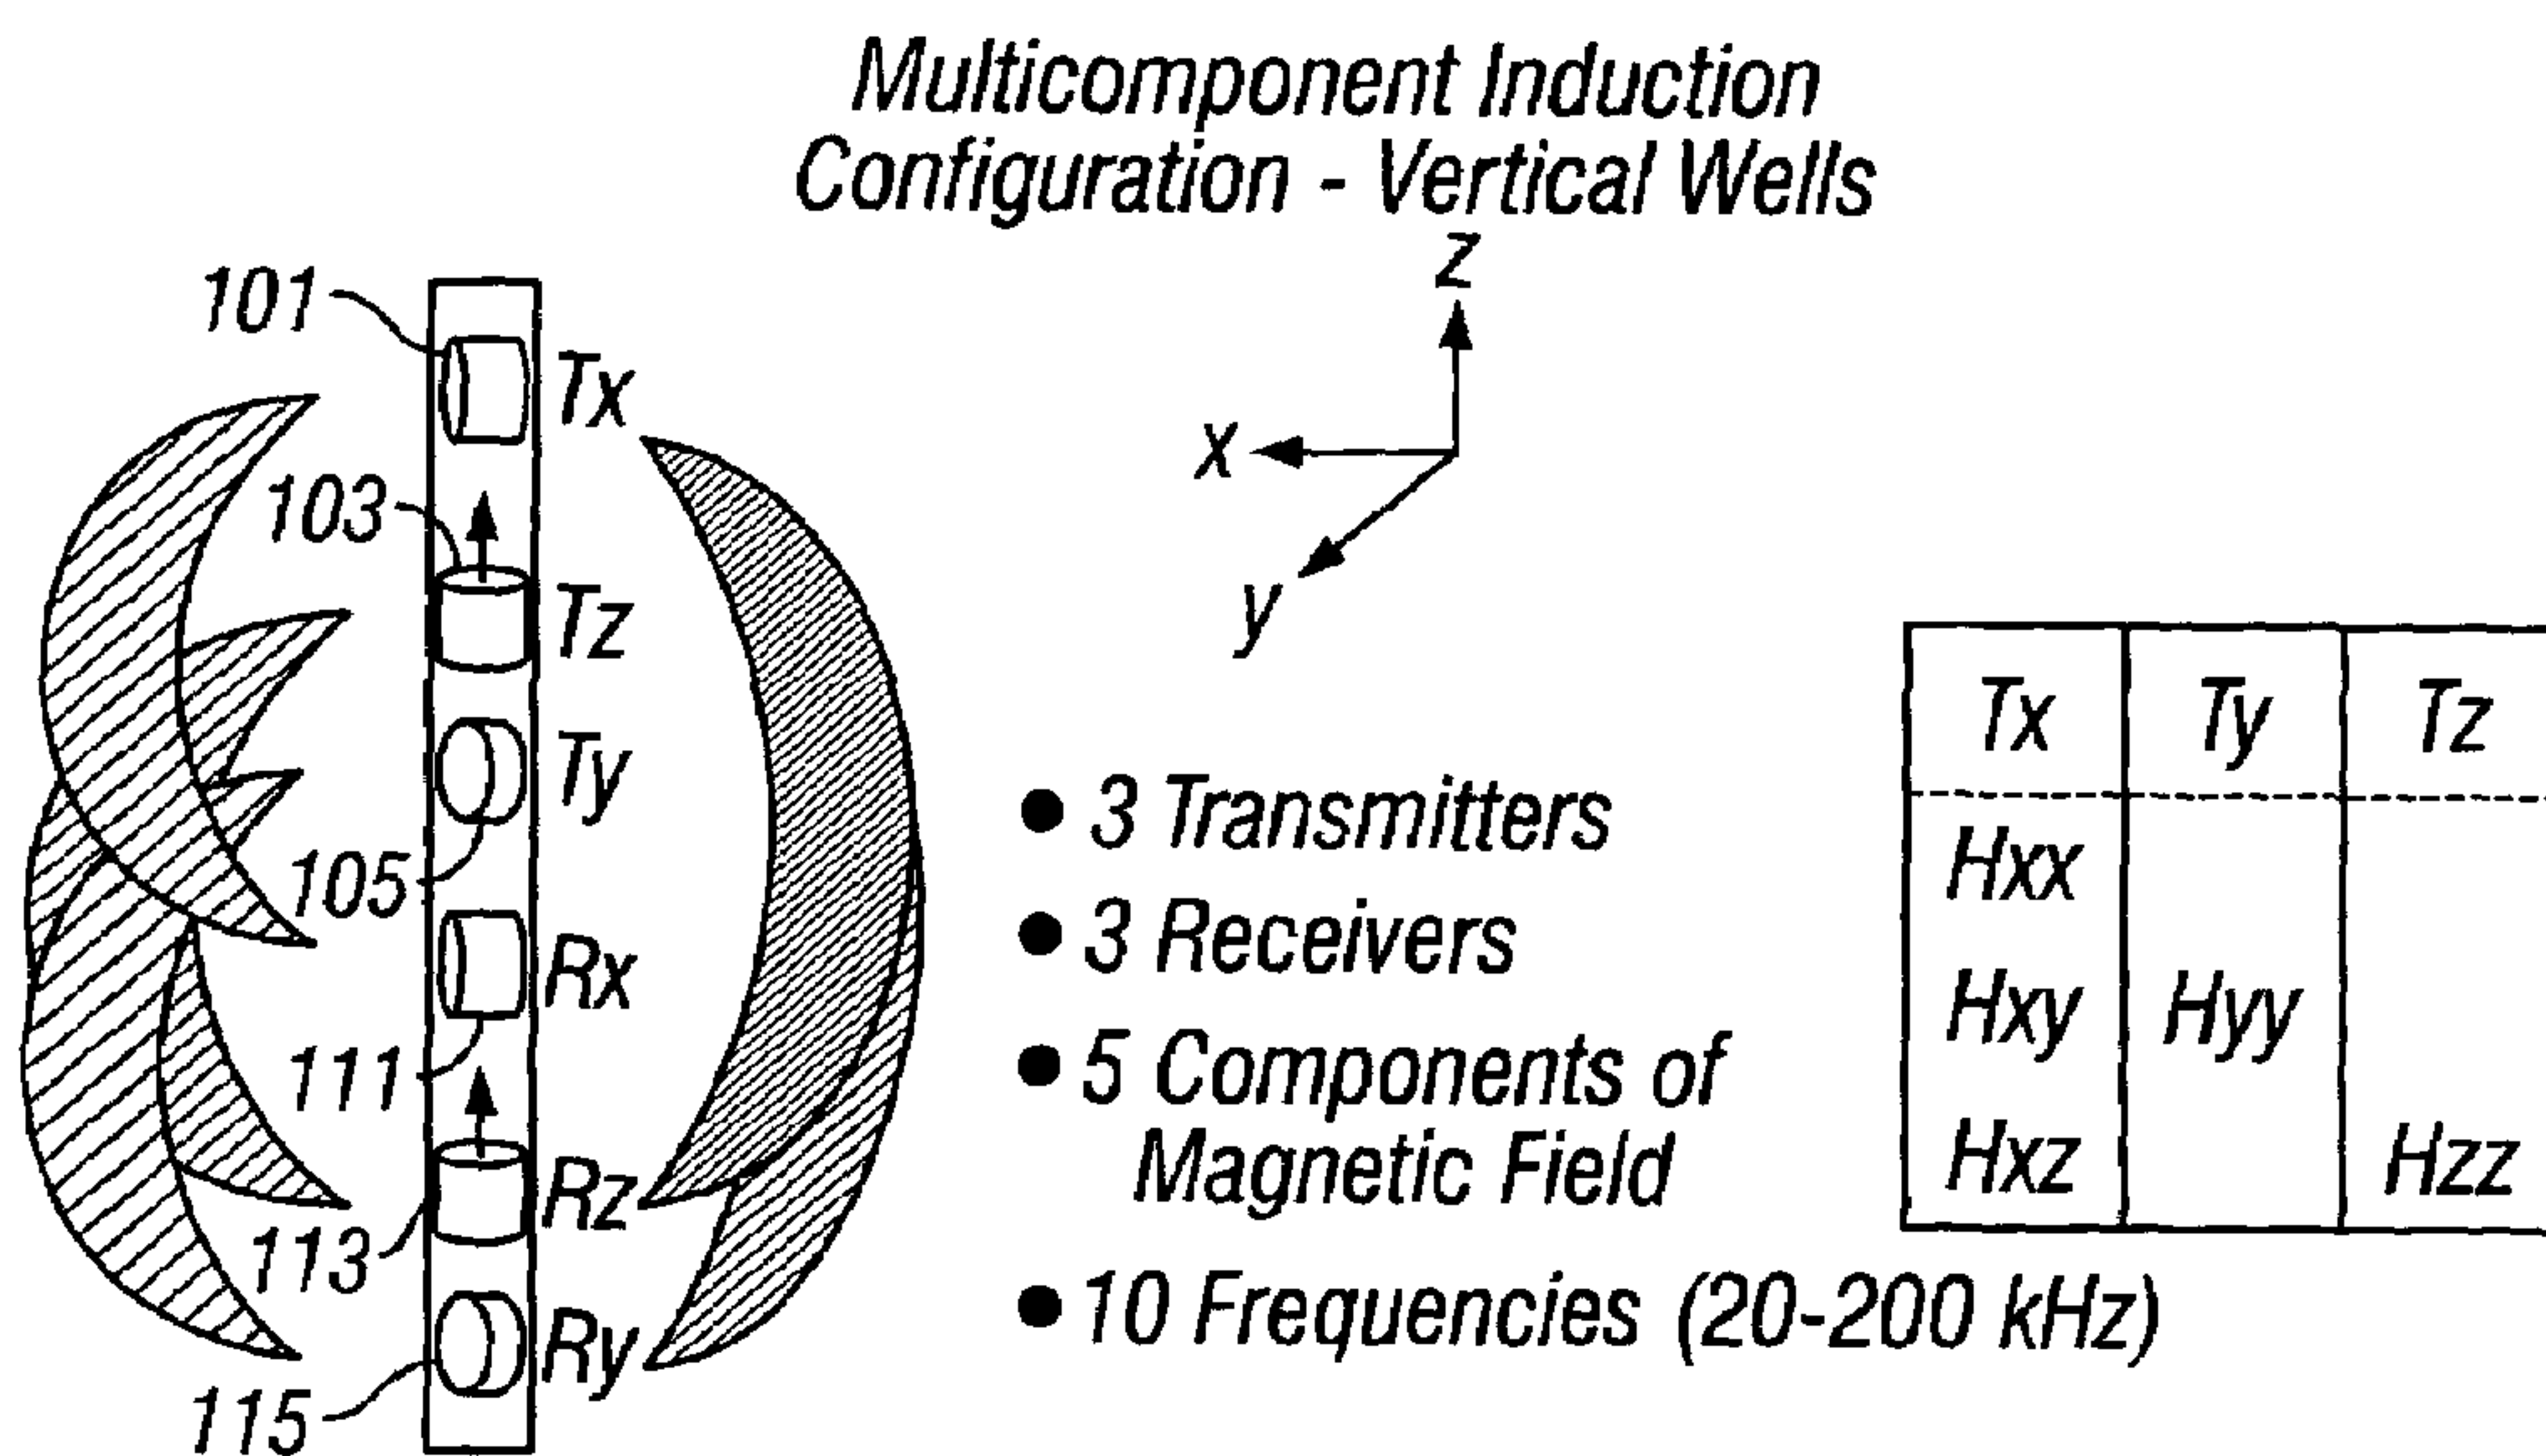 Multicomponent Induction
Configuration - Vertical Wells
z
x
y
101
Tx
103
Tz
Ty
105
Rx
111
Rz
113
Ry
115
● 3 Transmitters
● 3 Receivers
● 5 Components of
Magnetic Field
● 10 Frequencies (20-200 kHz)
Tx Ty Tz
Hxx
Hxy Hyy
Hxz Hzz